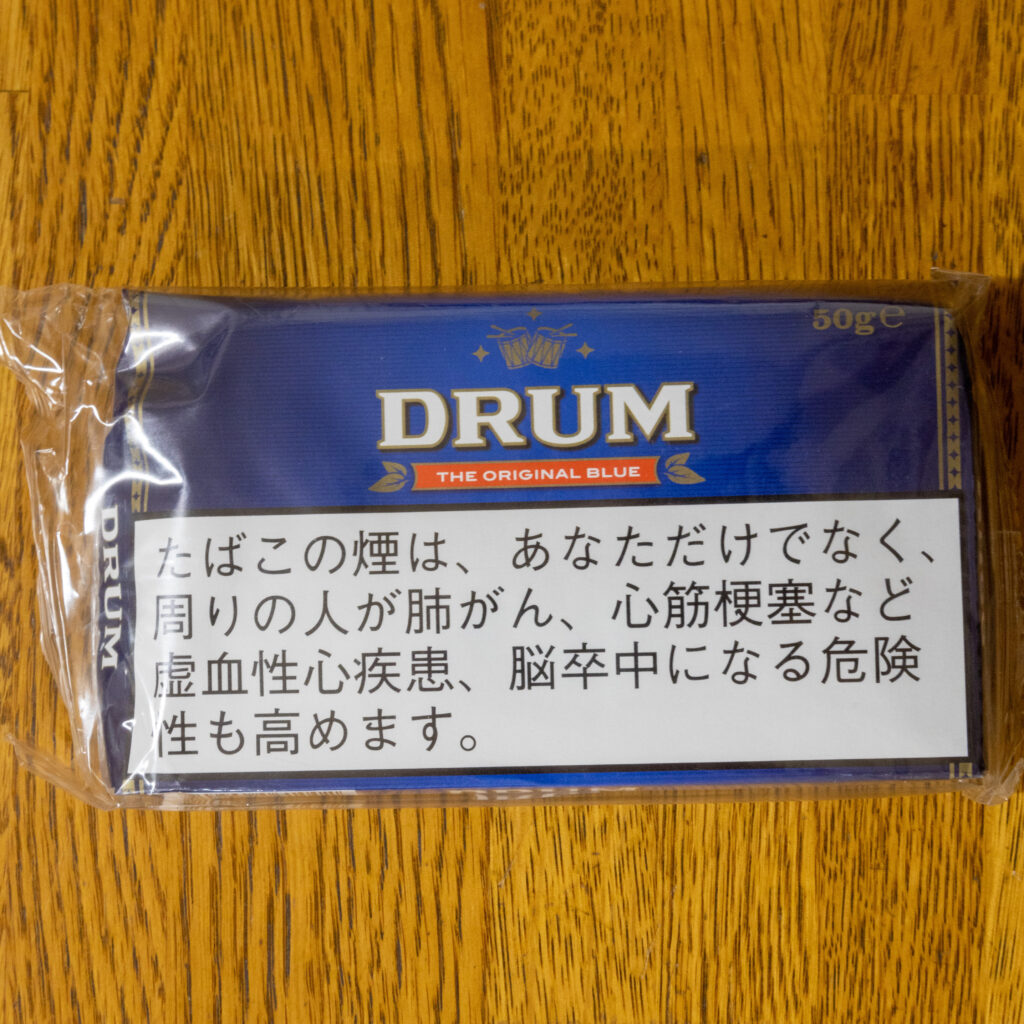 50g℮
DRUM
THE ORIGINAL BLUE
DRUM
たばこの煙は、あなただけでなく、
周りの人が肺がん、心筋梗塞など
虚血性心疾患、脳卒中になる危険
性も高めます。
DRUM